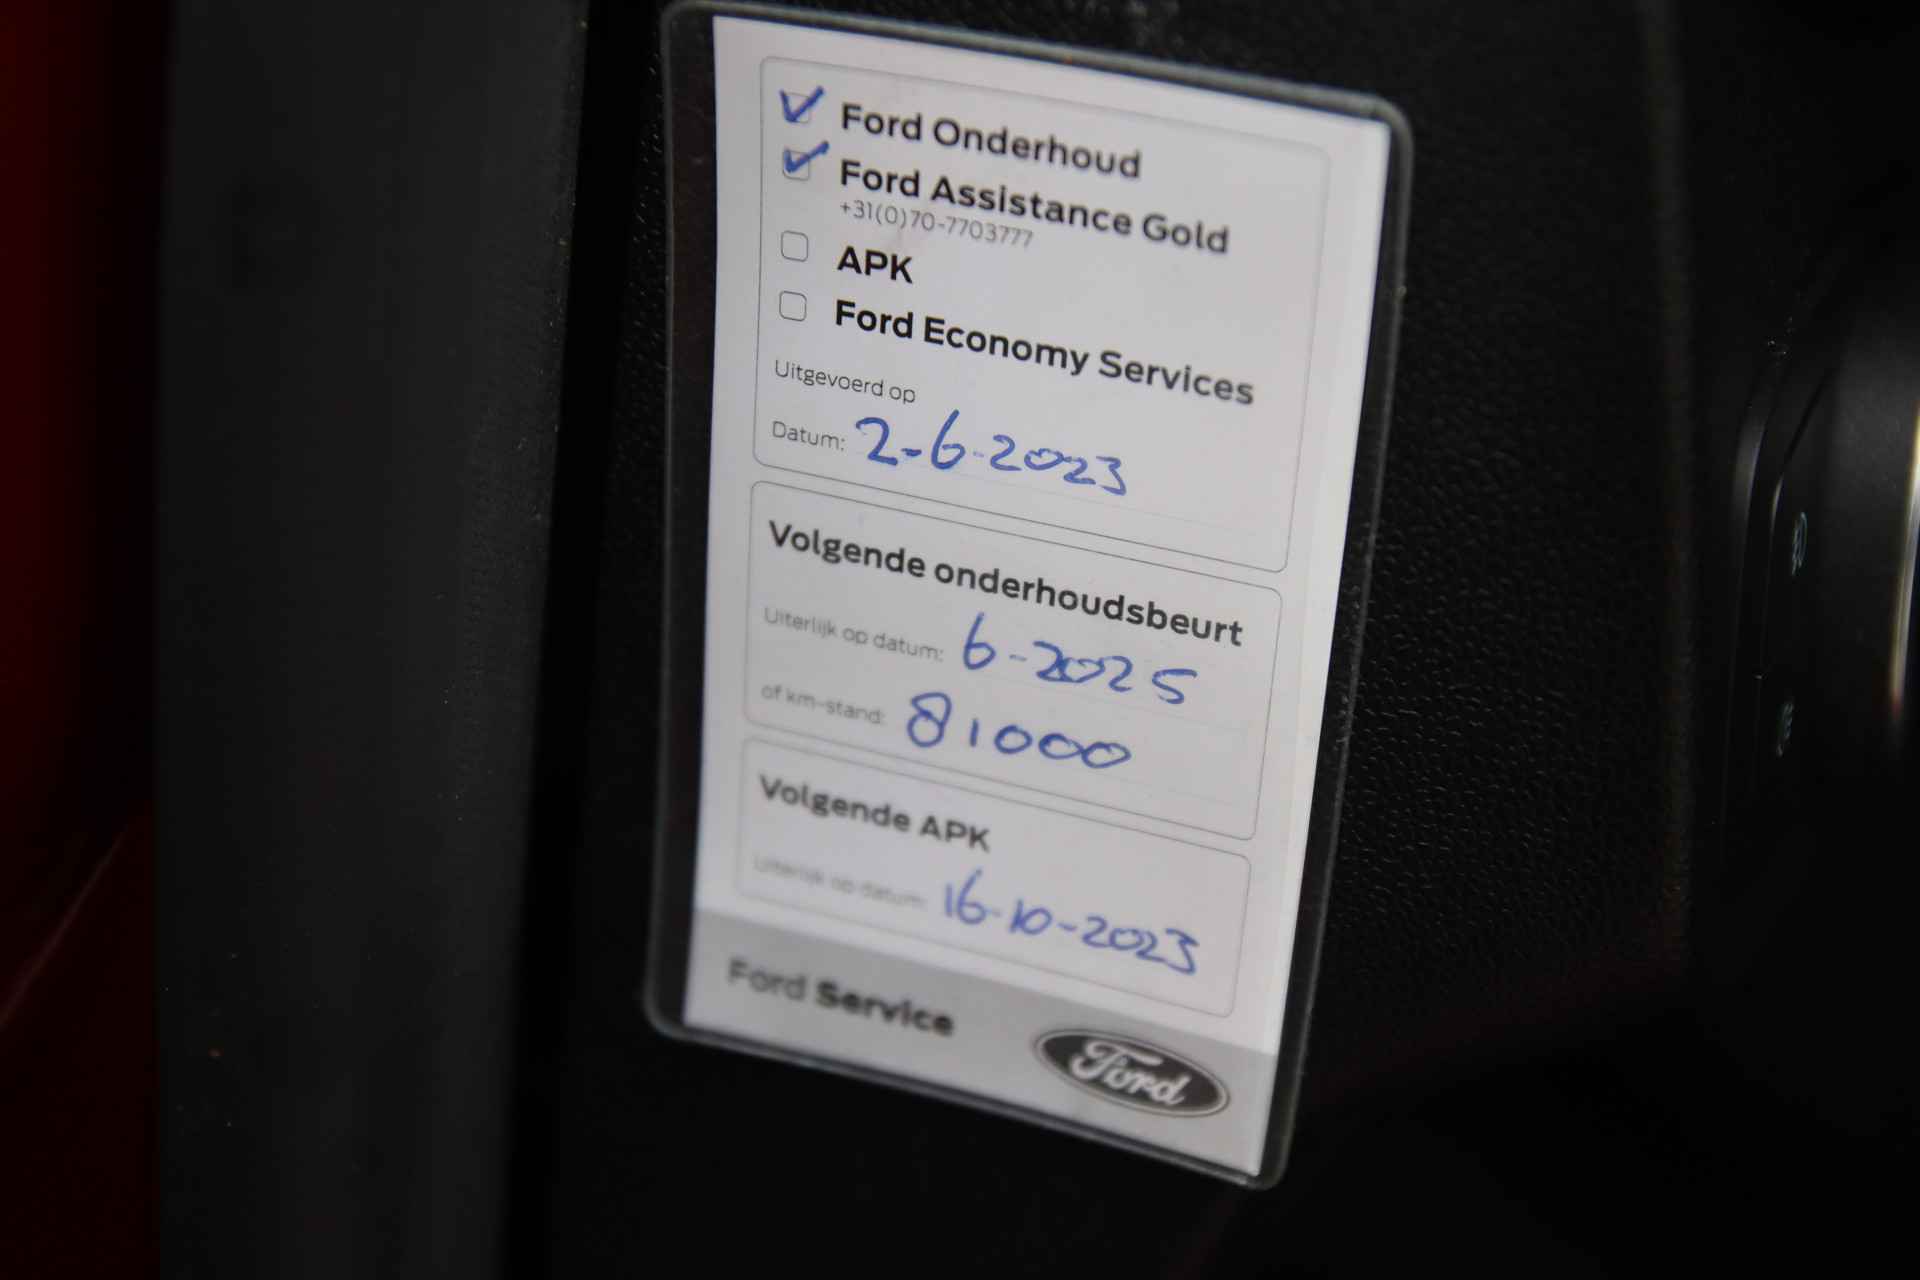 Ford Onderhoud
Ford Assistance Gold
+31(0)70-7703777
APK
Ford Economy Services
Uitgevoerd op
Datum: 2-6-2023
Volgende onderhoudsbeurt
Uiterlijk op datum: 6-2025
of km-stand: 81000
Volgende APK
Uiterlijk op datum: 16-10-2023
Ford Service
Ford